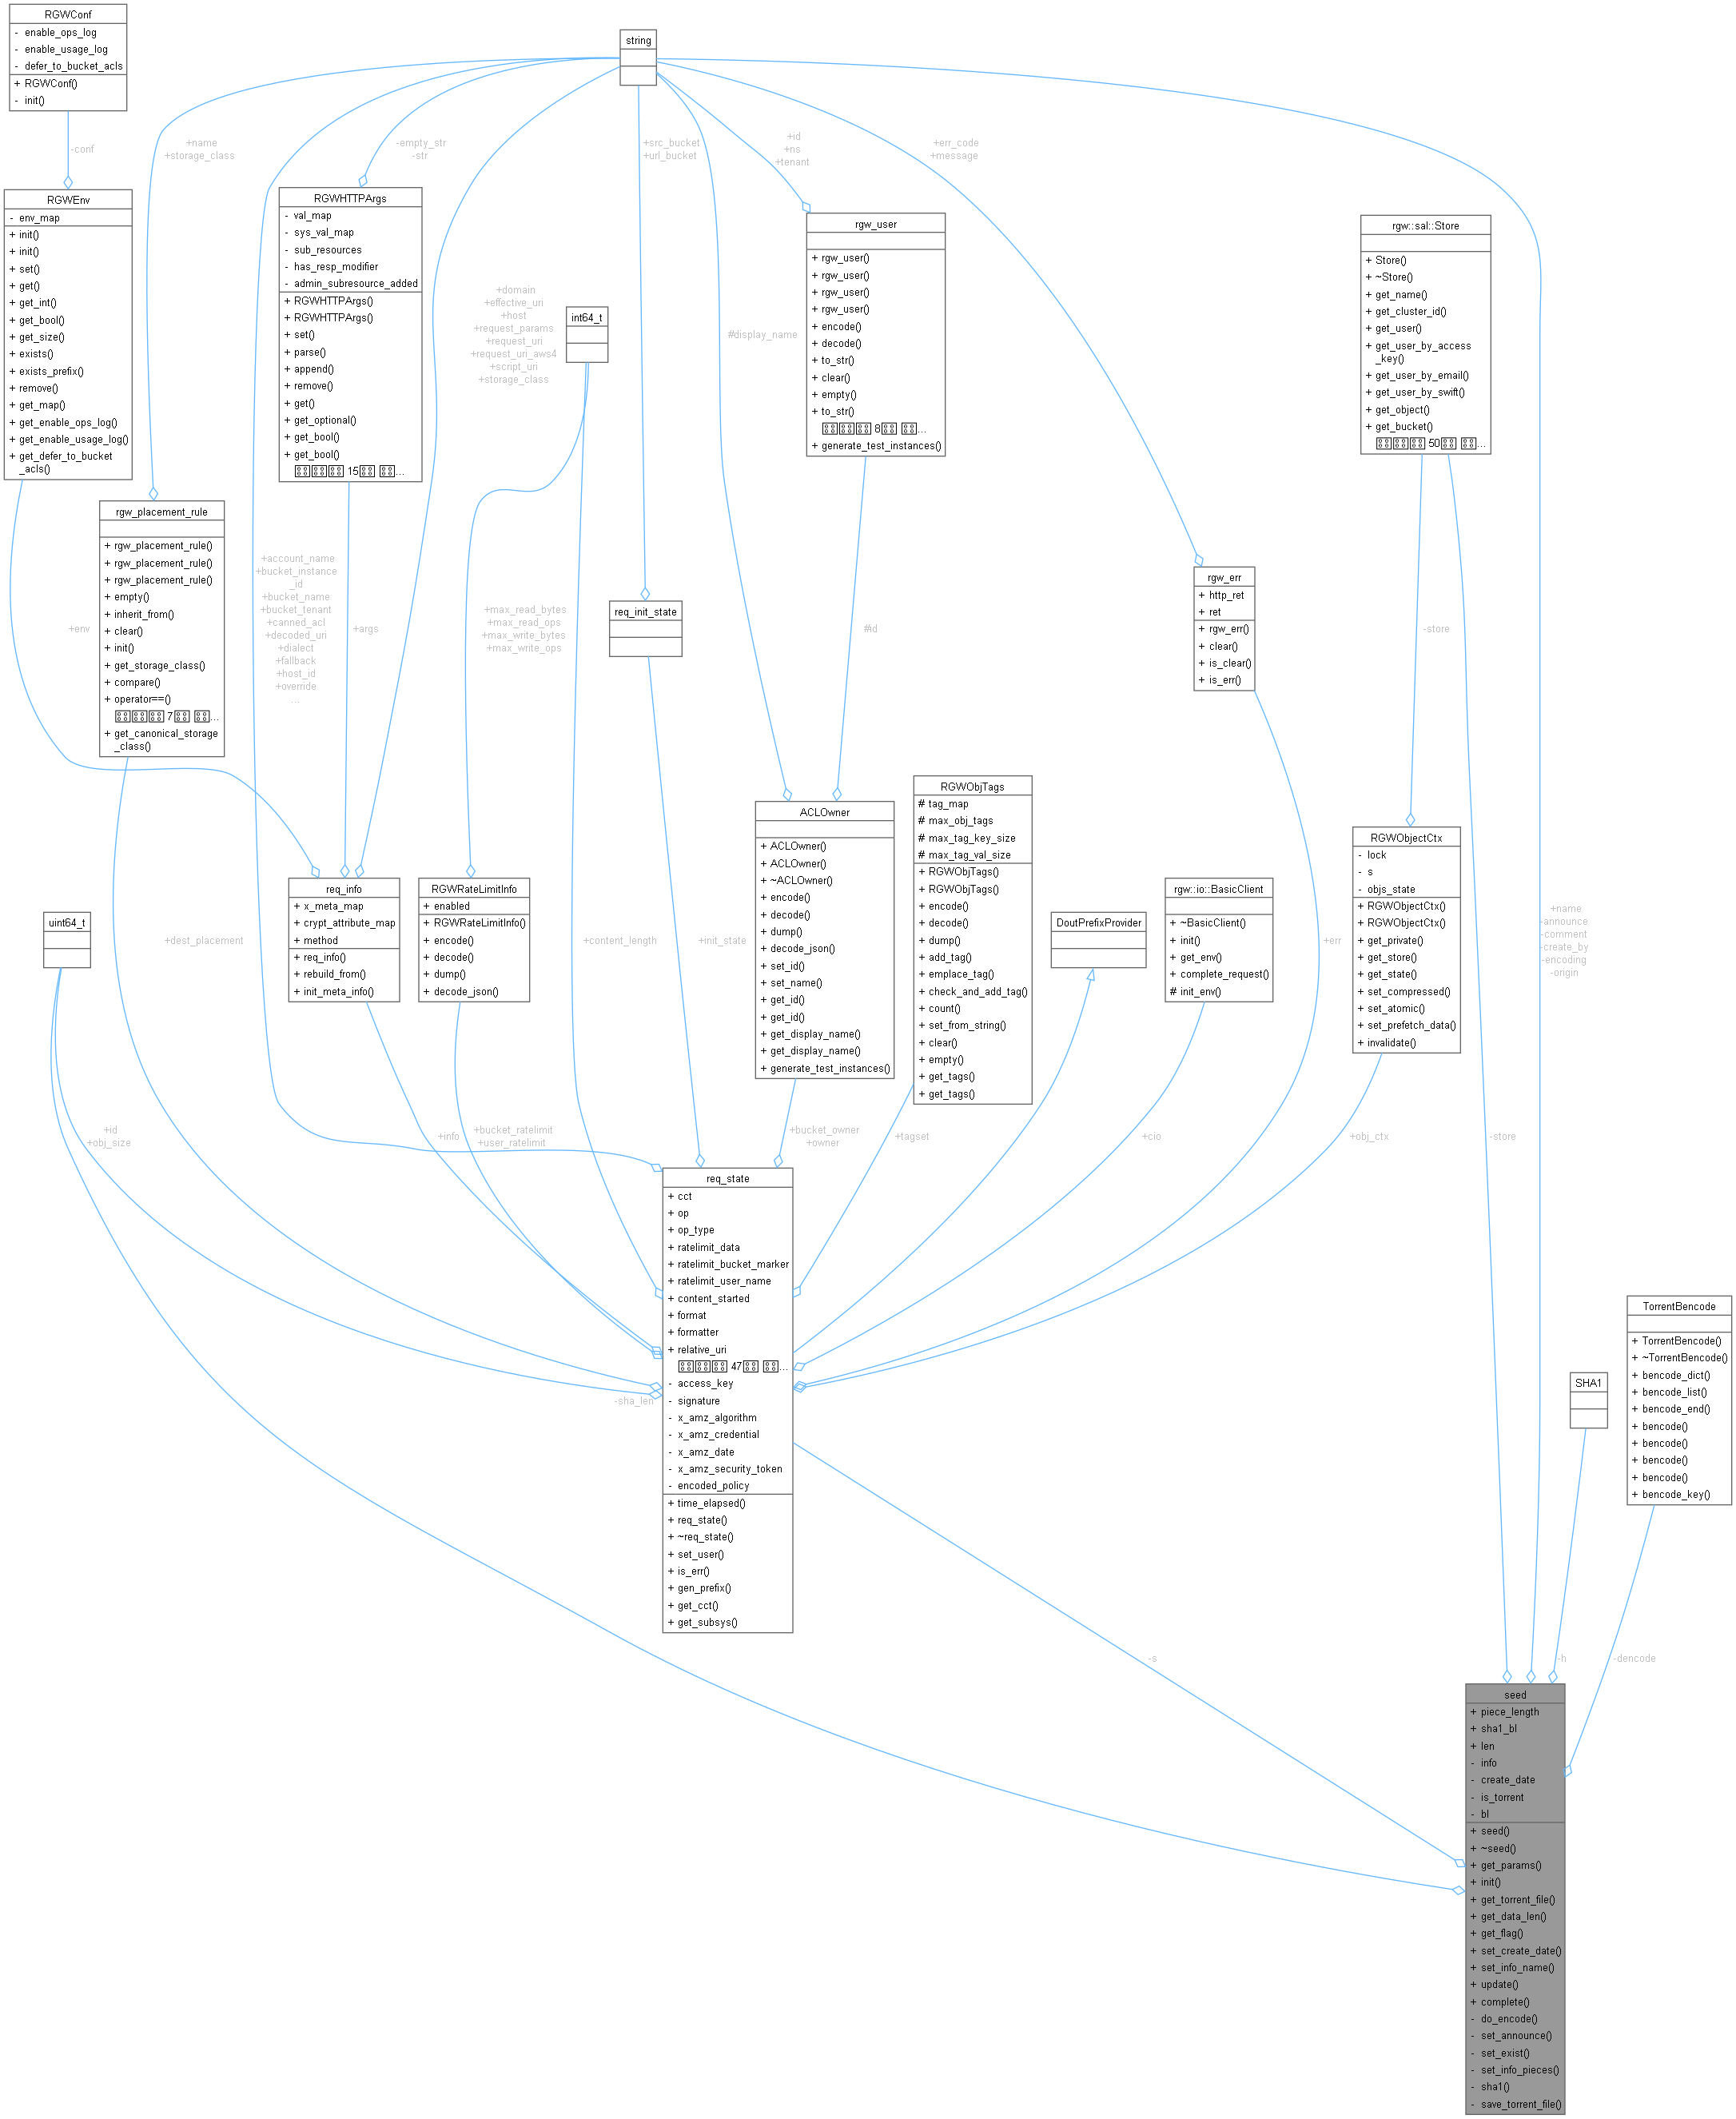 RGWConf
- enable_ops_log
- enable_usage_log
- defer_to_bucket_acls
+ RGWConf()
- init()
string
-conf
+name
+storage_class
-empty_str
-str
+src_bucket
+url_bucket
+id
+ns
+tenant
+err_code
+message
RGWEnv
- env_map
+ init()
+ init()
+ set()
+ get()
+ get_int()
+ get_bool()
+ get_size()
+ exists()
+ exists_prefix()
+ remove()
+ get_map()
+ get_enable_ops_log()
+ get_enable_usage_log()
+ get_defer_to_bucket
_acls()
RGWHTTPArgs
- val_map
- sys_val_map
- sub_resources
- has_resp_modifier
- admin_subresource_added
+ RGWHTTPArgs()
+ RGWHTTPArgs()
+ set()
+ parse()
+ append()
+ remove()
+ get()
+ get_optional()
+ get_bool()
+ get_bool()
15
...
+domain
+effective_uri
+host
+request_params
+request_uri
+request_uri_aws4
+script_uri
+storage_class
int64_t
#display_name
rgw_user
+ rgw_user()
+ rgw_user()
+ rgw_user()
+ rgw_user()
+ encode()
+ decode()
+ to_str()
+ clear()
+ empty()
+ to_str()
8
...
+ generate_test_instances()
rgw::sal::Store
+ Store()
+ ~Store()
+ get_name()
+ get_cluster_id()
+ get_user()
+ get_user_by_access
_key()
+ get_user_by_email()
+ get_user_by_swift()
+ get_object()
+ get_bucket()
50
...
rgw_placement_rule
+ rgw_placement_rule()
+ rgw_placement_rule()
+ rgw_placement_rule()
+ empty()
+ inherit_from()
+ clear()
+ init()
+ get_storage_class()
+ compare()
+ operator==()
7
...
+ get_canonical_storage
_class()
+env
+account_name
+bucket_instance
_id
+bucket_name
+bucket_tenant
+canned_acl
+decoded_uri
+dialect
+fallback
+host_id
+override
...
+args
+max_read_bytes
+max_read_ops
+max_write_bytes
+max_write_ops
req_init_state
#id
rgw_err
+ http_ret
+ ret
+ rgw_err()
+ clear()
+ is_clear()
+ is_err()
-store
uint64_t
+dest_placement
req_info
+ x_meta_map
+ crypt_attribute_map
+ method
+ req_info()
+ rebuild_from()
+ init_meta_info()
RGWRateLimitInfo
+ enabled
+ RGWRateLimitInfo()
+ encode()
+ decode()
+ dump()
+ decode_json()
+content_length
+init_state
ACLOwner
+ ACLOwner()
+ ACLOwner()
+ ~ACLOwner()
+ encode()
+ decode()
+ dump()
+ decode_json()
+ set_id()
+ set_name()
+ get_id()
+ get_id()
+ get_display_name()
+ get_display_name()
+ generate_test_instances()
RGWObjTags
# tag_map
# max_obj_tags
# max_tag_key_size
# max_tag_val_size
+ RGWObjTags()
+ RGWObjTags()
+ encode()
+ decode()
+ dump()
+ add_tag()
+ emplace_tag()
+ check_and_add_tag()
+ count()
+ set_from_string()
+ clear()
+ empty()
+ get_tags()
+ get_tags()
DoutPrefixProvider
rgw::io::BasicClient
+ ~BasicClient()
+ init()
+ get_env()
+ complete_request()
# init_env()
+err
RGWObjectCtx
- lock
- s
- objs_state
+ RGWObjectCtx()
+ RGWObjectCtx()
+ get_private()
+ get_store()
+ get_state()
+ set_compressed()
+ set_atomic()
+ set_prefetch_data()
+ invalidate()
+name
-announce
-comment
-create_by
-encoding
-origin
+id
+obj_size
+info
+bucket_ratelimit
+user_ratelimit
+bucket_owner
+owner
+tagset
+cio
+obj_ctx
-store
req_state
+ cct
+ op
+ op_type
+ ratelimit_data
+ ratelimit_bucket_marker
+ ratelimit_user_name
+ content_started
+ format
+ formatter
+ relative_uri
47
...
- access_key
- signature
- x_amz_algorithm
- x_amz_credential
- x_amz_date
- x_amz_security_token
- encoded_policy
+ time_elapsed()
+ req_state()
+ ~req_state()
+ set_user()
+ is_err()
+ gen_prefix()
+ get_cct()
+ get_subsys()
-sha_len
SHA1
TorrentBencode
+ TorrentBencode()
+ ~TorrentBencode()
+ bencode_dict()
+ bencode_list()
+ bencode_end()
+ bencode()
+ bencode()
+ bencode()
+ bencode()
+ bencode_key()
-s
-h
-dencode
seed
+ piece_length
+ sha1_bl
+ len
- info
- create_date
- is_torrent
- bl
+ seed()
+ ~seed()
+ get_params()
+ init()
+ get_torrent_file()
+ get_data_len()
+ get_flag()
+ set_create_date()
+ set_info_name()
+ update()
+ complete()
- do_encode()
- set_announce()
- set_exist()
- set_info_pieces()
- sha1()
- save_torrent_file()